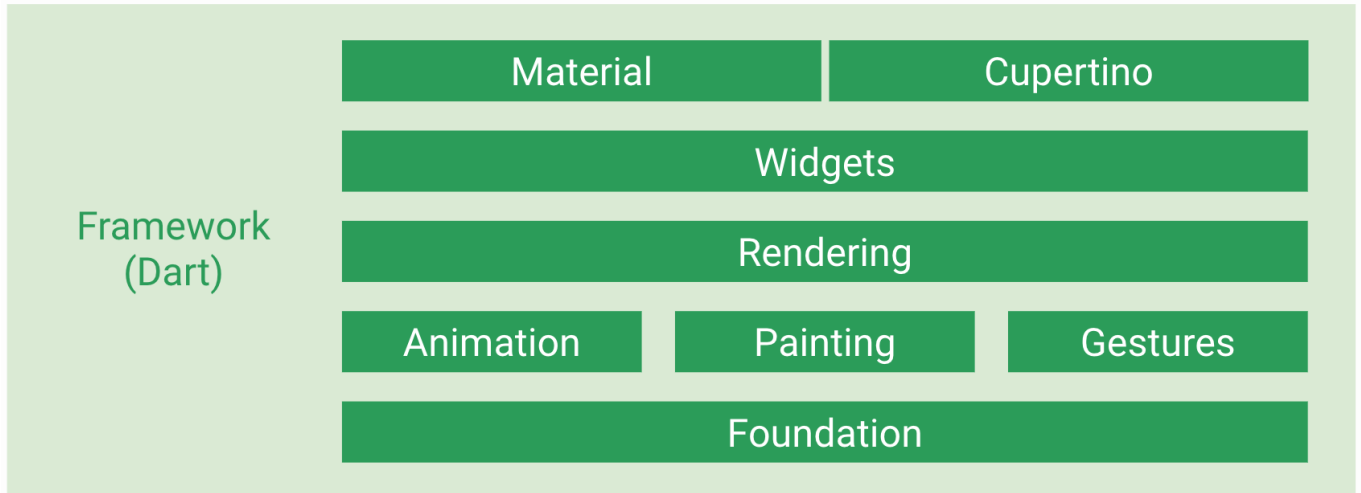 Material
Cupertino
Widgets
Framework
(Dart)
Rendering
Animation
Painting
Gestures
Foundation